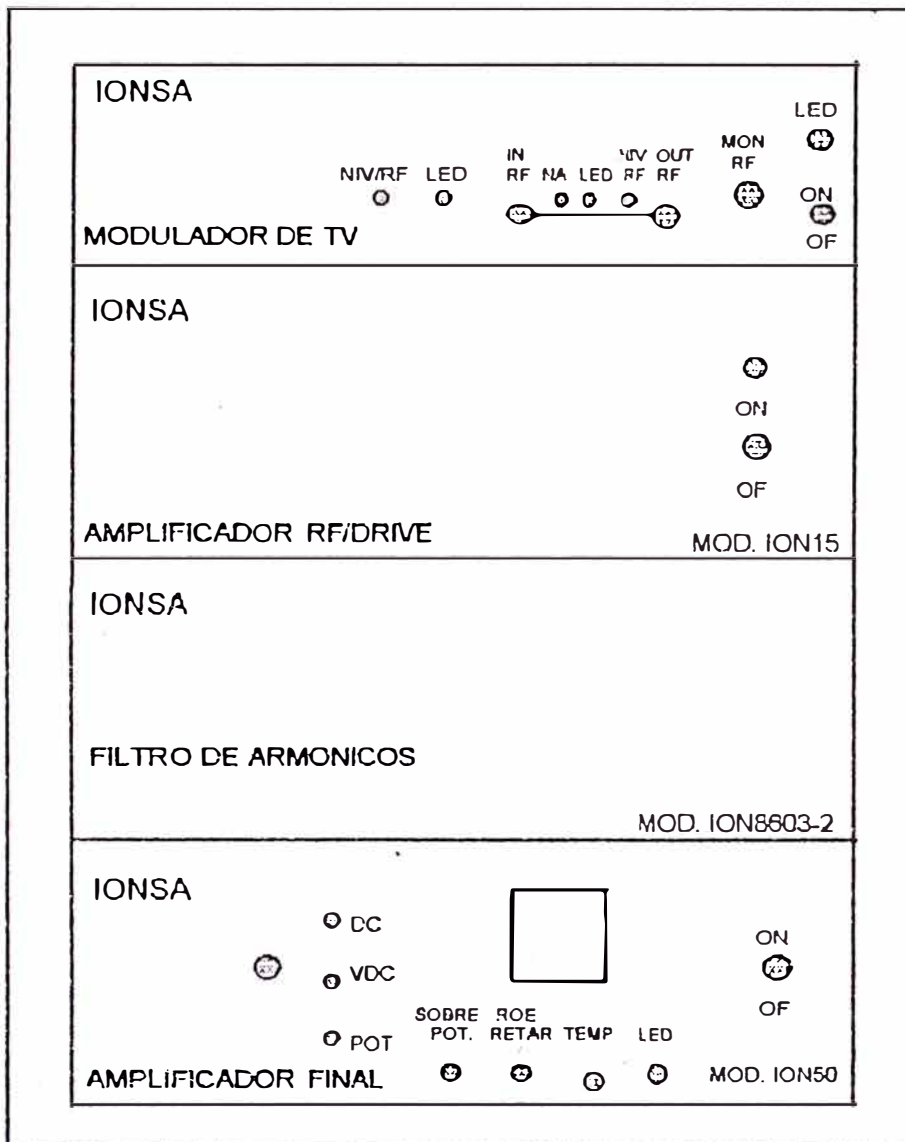 IONSA
LED
NIV/RF LED
IN RF NA LED RF OUT RF
MON RF
ON
OF
MODULADOR DE TV
IONSA
ON
OF
AMPLIFICADOR RF/DRIVE
MOD. ION15
IONSA
FILTRO DE ARMONICOS
MOD. ION8603-2
IONSA
DC
VDC
POT
ON
OF
SOBRE POT. ROE RETAR TEMP LED
AMPLIFICADOR FINAL
MOD. ION50